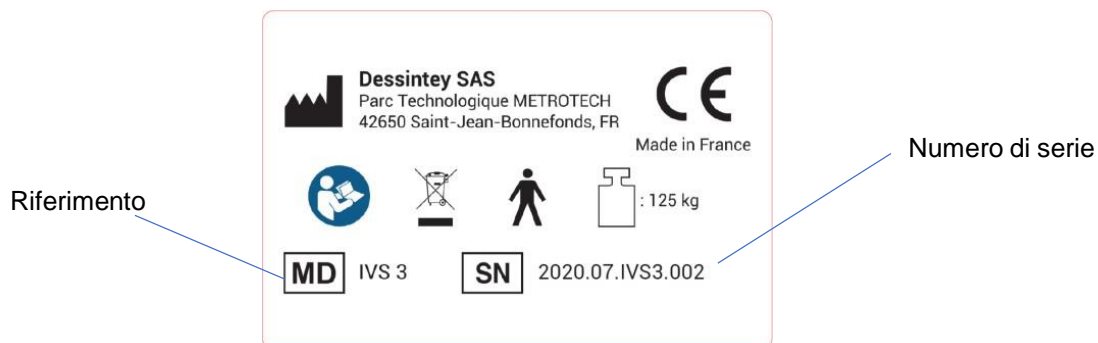 Dessintey SAS
Parc Technologique METROTECH
42650 Saint-Jean-Bonnefonds, FR
CE
Made in France
Numero di serie
Riferimento
: 125 kg
MD IVS 3 SN 2020.07.IVS3.002